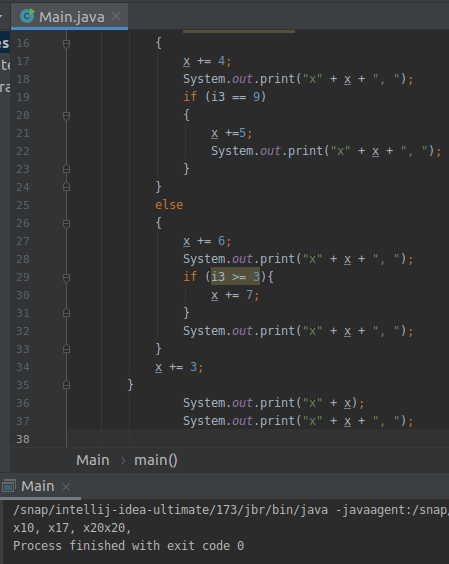 Main.java
es
te
ra
16 {
17 x += 4;
18 System.out.print("x" + x + ", ");
19 if (i3 == 9)
20 {
21 x +=5;
22 System.out.print("x" + x + ", ");
23 }
24 }
25 else
26 {
27 x += 6;
28 System.out.print("x" + x + ", ");
29 if (i3 >= 3){
30 x += 7;
31 }
32 System.out.print("x" + x + ", ");
33 }
34 x += 3;
35 }
36 System.out.print("x" + x);
37 System.out.print("x" + x + ", ");
38
Main › main()
Main
/snap/intellij-idea-ultimate/173/jbr/bin/java -javaagent:/snap/
x10, x17, x20x20,
Process finished with exit code 0